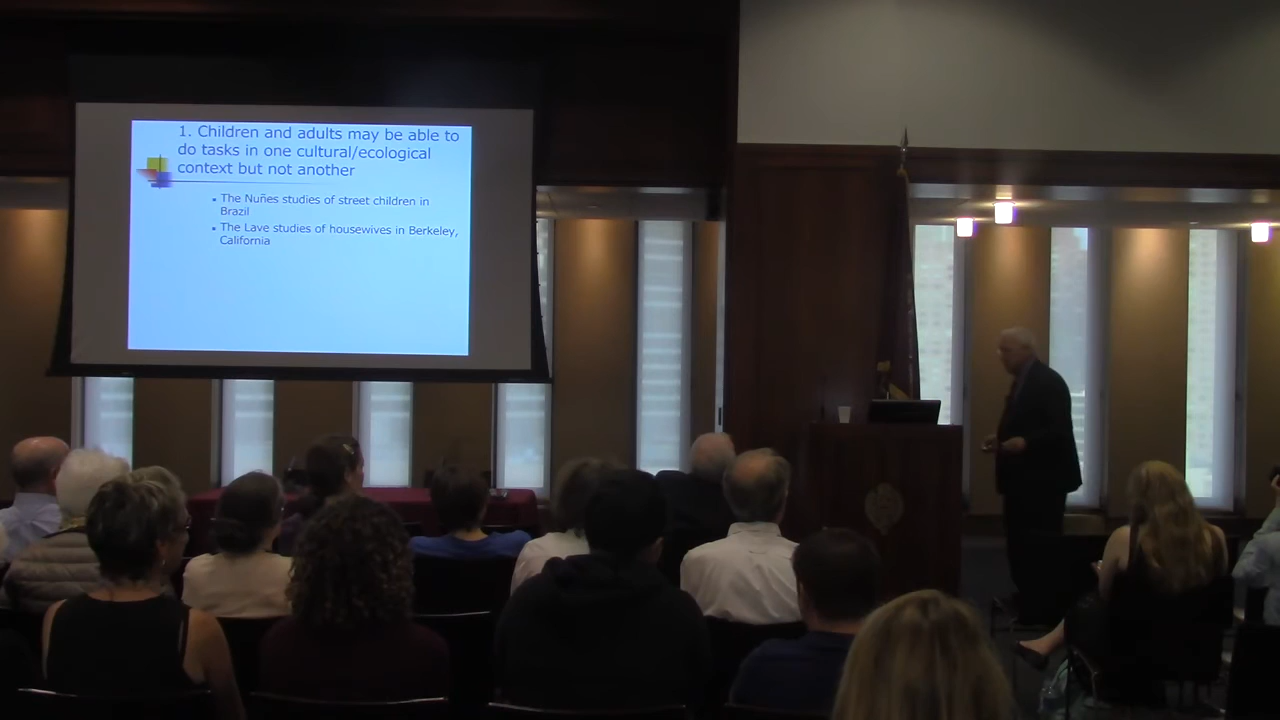 1. Children and adults may be able to
do tasks in one cultural/ecological
context but not another
▪ The Nuñes studies of street children in
Brazil
▪ The Lave studies of housewives in Berkeley,
California